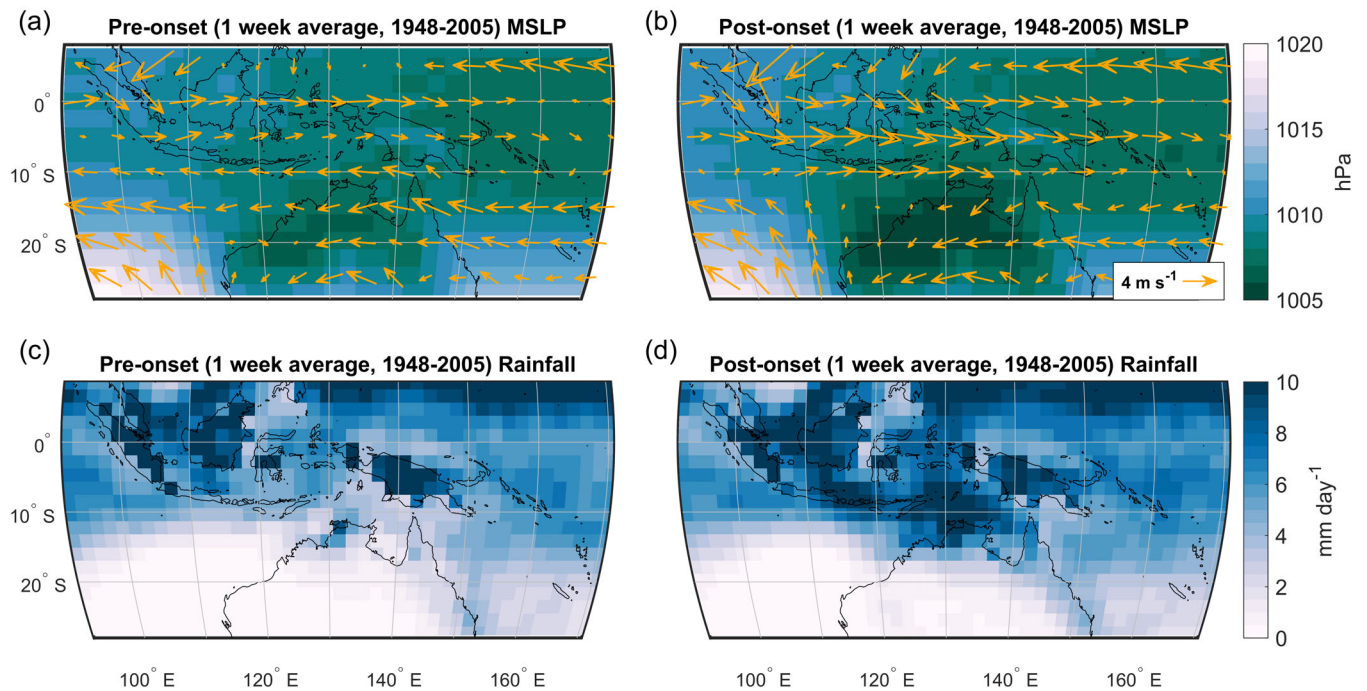 (a)
Pre-onset (1 week average, 1948-2005) MSLP
(b)
Post-onset (1 week average, 1948-2005) MSLP
0°
10° S
20° S
4 m s⁻¹
1020
1015
1010
1005
hPa
(c)
Pre-onset (1 week average, 1948-2005) Rainfall
(d)
Post-onset (1 week average, 1948-2005) Rainfall
0°
10° S
20° S
10
8
6
4
2
0
mm day⁻¹
100° E 120° E 140° E 160° E
100° E 120° E 140° E 160° E